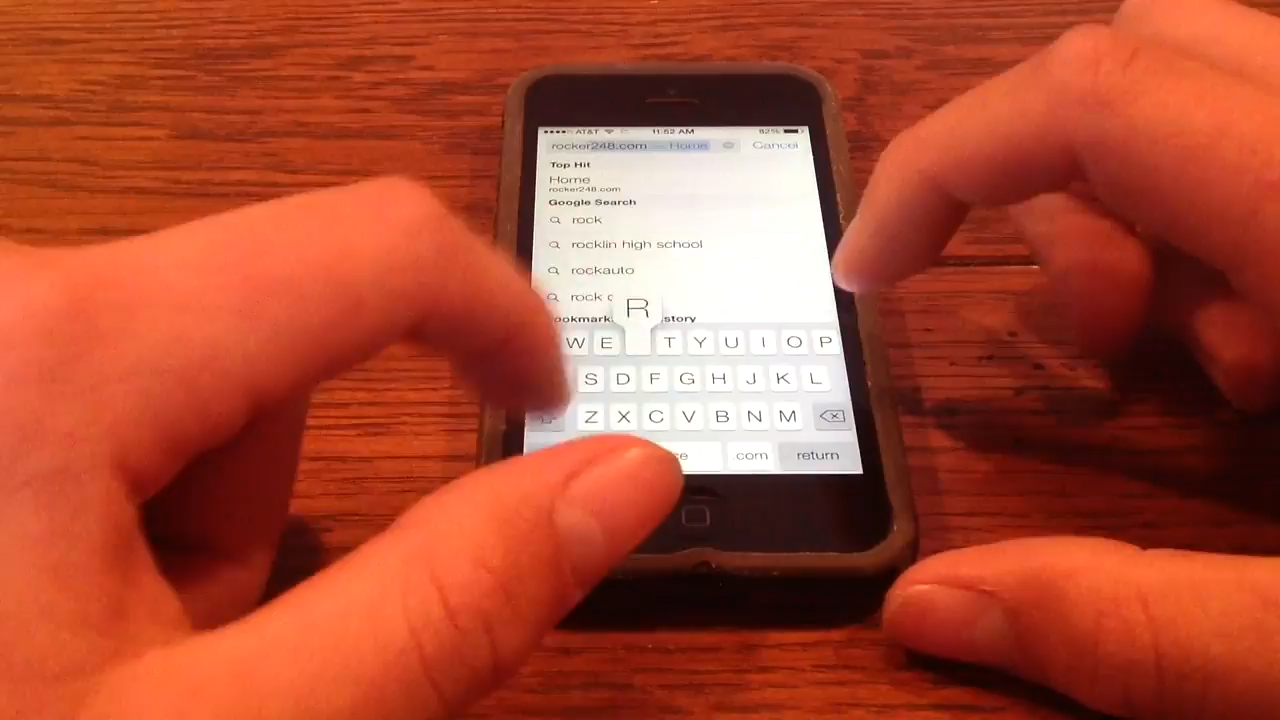 AT&T 11:52 AM 82%
rocker248.com — Home Cancel
Top Hit
Home
rocker248.com
Google Search
rock
rocklin high school
rockauto
rock
R
W E T Y U I O P
S D F G H J K L
Z X C V B N M
.com return